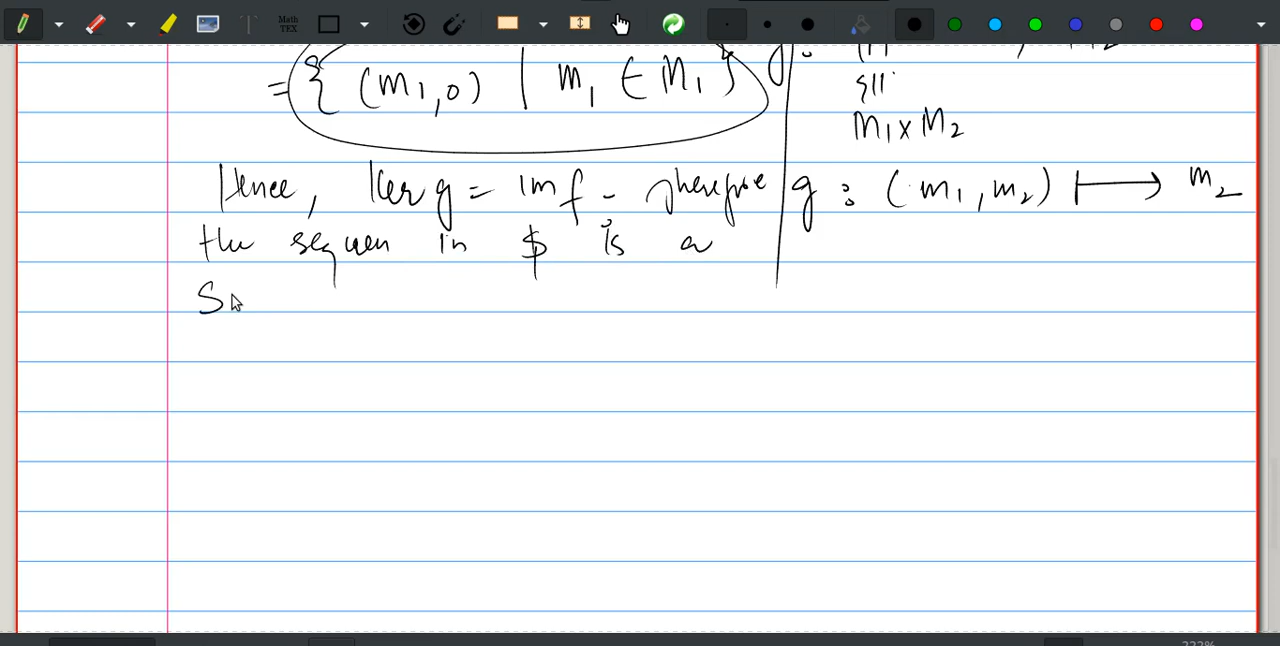 = { (m₁,0) | m₁ ∈ M₁ }
M₁ × M₂
Hence, Ker g = Im f. Therefore
g : (m₁, m₂) ⟼ m₂
the sequen in $ is a
S